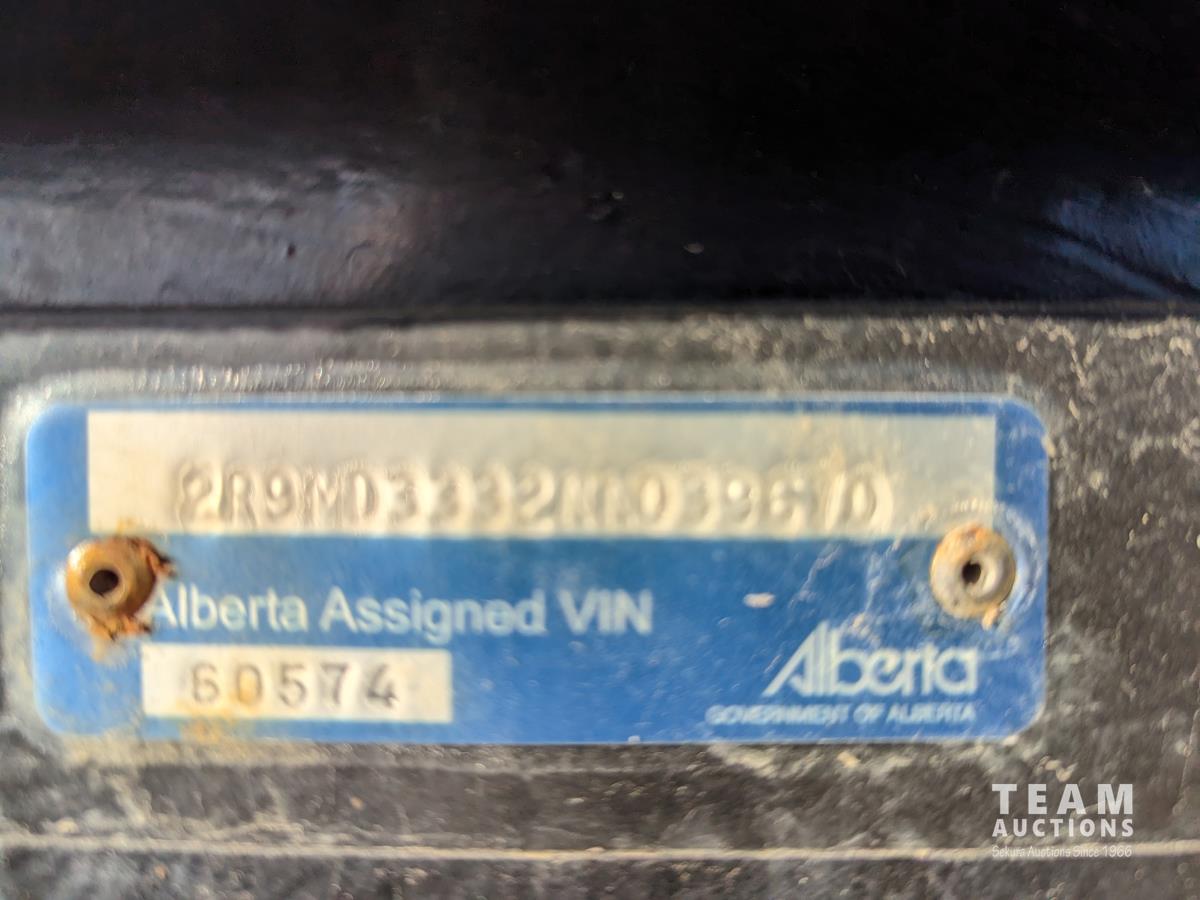 Alberta Assigned VIN
60574
Alberta
GOVERNMENT OF ALBERTA
TEAM
AUCTIONS
Sekura Auctions Since 1966